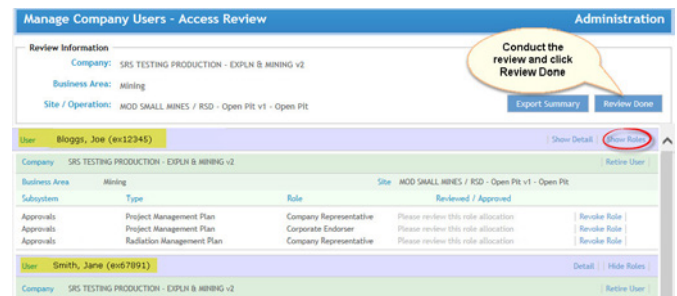 Manage Company Users - Access Review Administration
Review Information
Company: SRS TESTING PRODUCTION - EXPLN & MINING v2
Business Area: Mining
Site / Operation: MOD SMALL MINES / RSD - Open Pit v1 - Open Pit
Conduct the
review and click
Review Done
Export Summary Review Done
User Bloggs, Joe (ex12345) | Show Detail | Show Roles |
Company SRS TESTING PRODUCTION - EXPLN & MINING v2 | Retire User |
Business Area Mining Site MOD SMALL MINES / RSD - Open Pit v1 - Open Pit
Subsystem Type Role Reviewed / Approved
Approvals Project Management Plan Company Representative Please review this role allocation | Revoke Role |
Approvals Project Management Plan Corporate Endorser Please review this role allocation | Revoke Role |
Approvals Radiation Management Plan Company Representative Please review this role allocation | Revoke Role |
User Smith, Jane (ex67891) Detail | | Hide Roles |
Company SRS TESTING PRODUCTION - EXPLN & MINING v2 | Retire User |